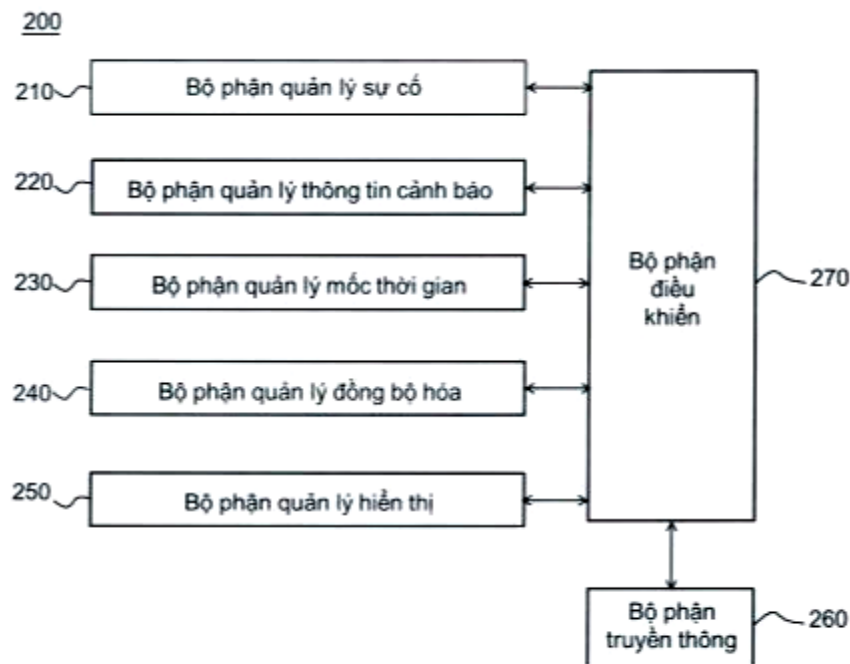 200
210
Bộ phận quản lý sự cố
220
Bộ phận quản lý thông tin cảnh báo
230
Bộ phận quản lý mốc thời gian
240
Bộ phận quản lý đồng bộ hóa
250
Bộ phận quản lý hiển thị
Bộ phận
điều
khiển
270
Bộ phận
truyền thông
260